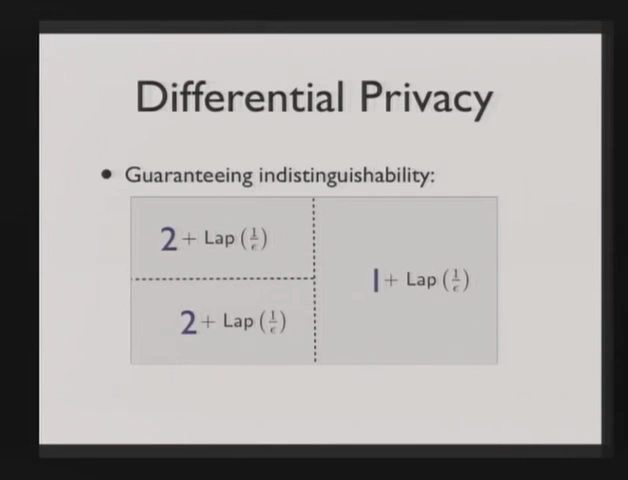 Differential Privacy
• Guaranteeing indistinguishability:
2 + Lap (1/ε)
2 + Lap (1/ε)
1 + Lap (1/ε)